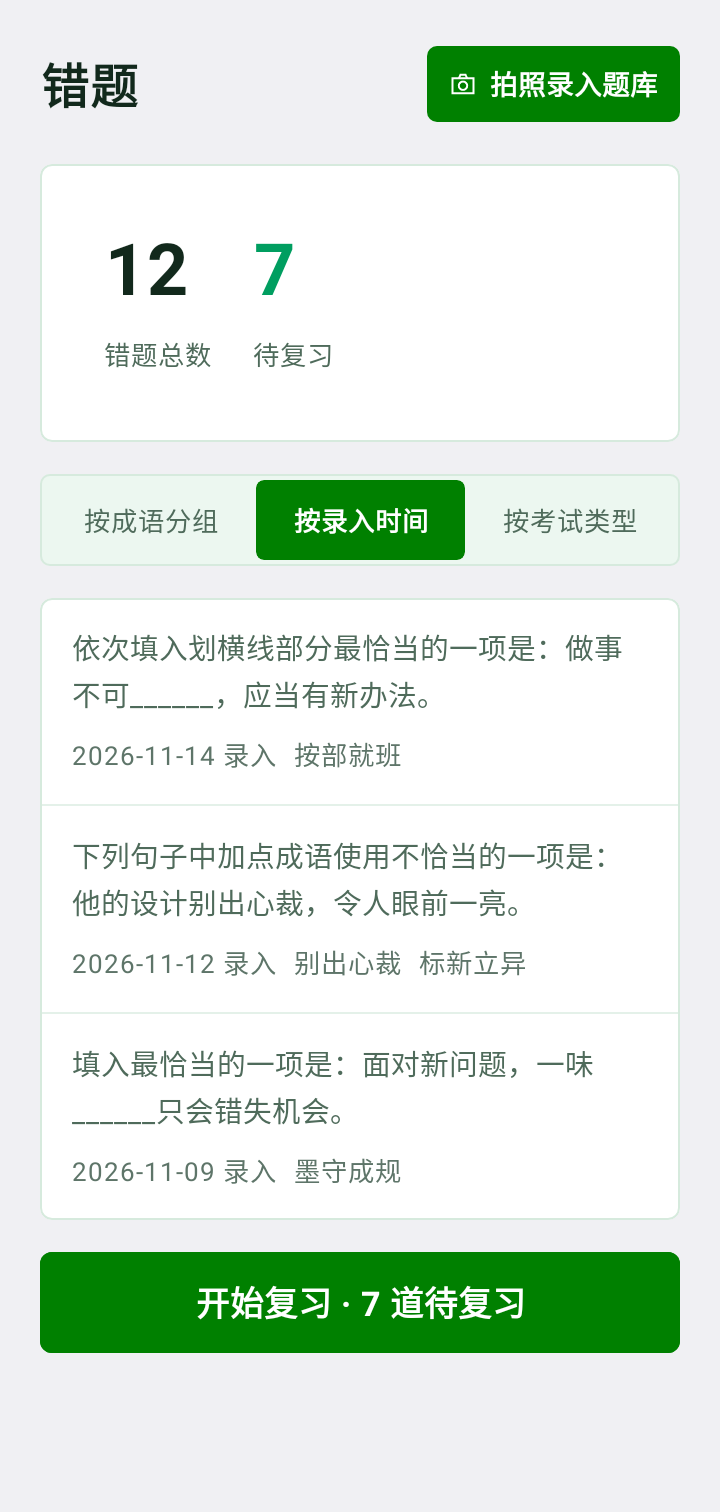 错题
拍照录入题库
12 7
错题总数 待复习
按成语分组 按录入时间 按考试类型
依次填入划横线部分最恰当的一项是：做事
不可______，应当有新办法。
2026-11-14 录入 按部就班
下列句子中加点成语使用不恰当的一项是：
他的设计别出心裁，令人眼前一亮。
2026-11-12 录入 别出心裁 标新立异
填入最恰当的一项是：面对新问题，一味
______只会错失机会。
2026-11-09 录入 墨守成规
开始复习 · 7 道待复习